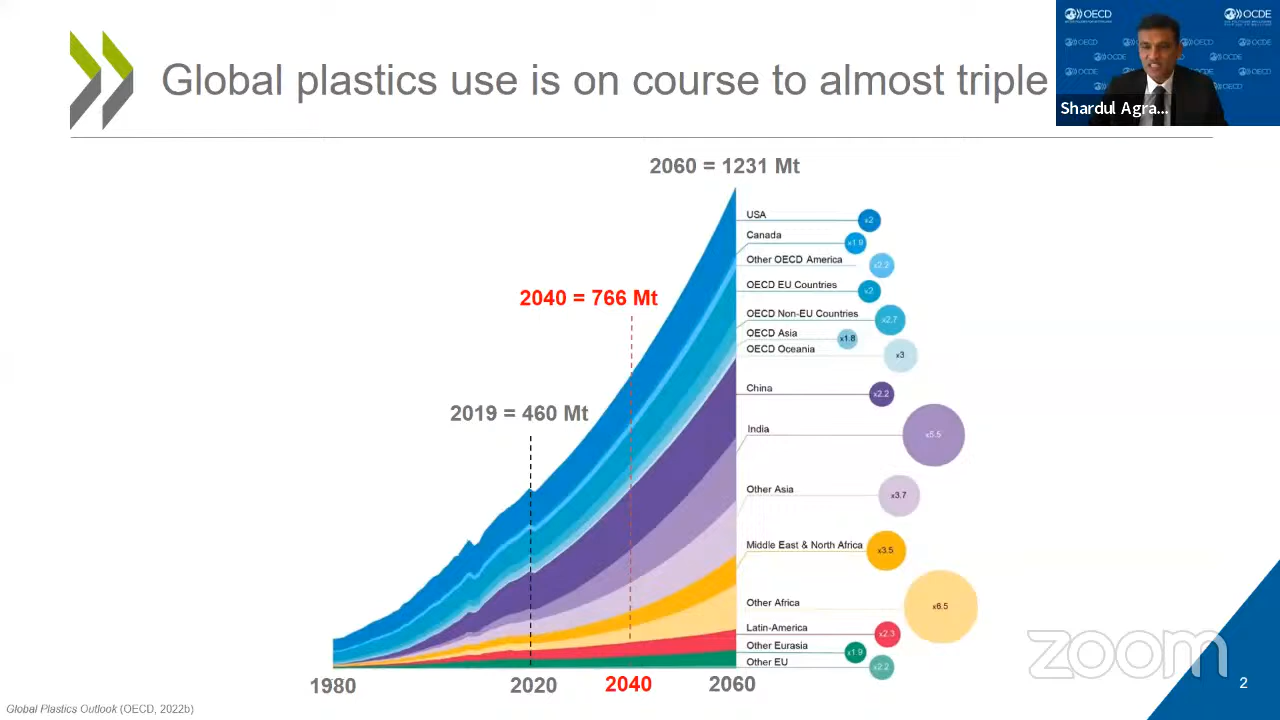 Global plastics use is on course to almost triple
OECD
OCDE
Shardul Agra...
2060 = 1231 Mt
2040 = 766 Mt
2019 = 460 Mt
USA x2
Canada x1.9
Other OECD America x2.2
OECD EU Countries x2
OECD Non-EU Countries x2.7
OECD Asia x1.8
OECD Oceania x3
China x2.2
India x5.5
Other Asia x3.7
Middle East & North Africa x3.5
Other Africa x6.5
Latin-America x2.3
Other Eurasia x1.9
Other EU x2.2
1980 2020 2040 2060
zoom
2
Global Plastics Outlook (OECD, 2022b)